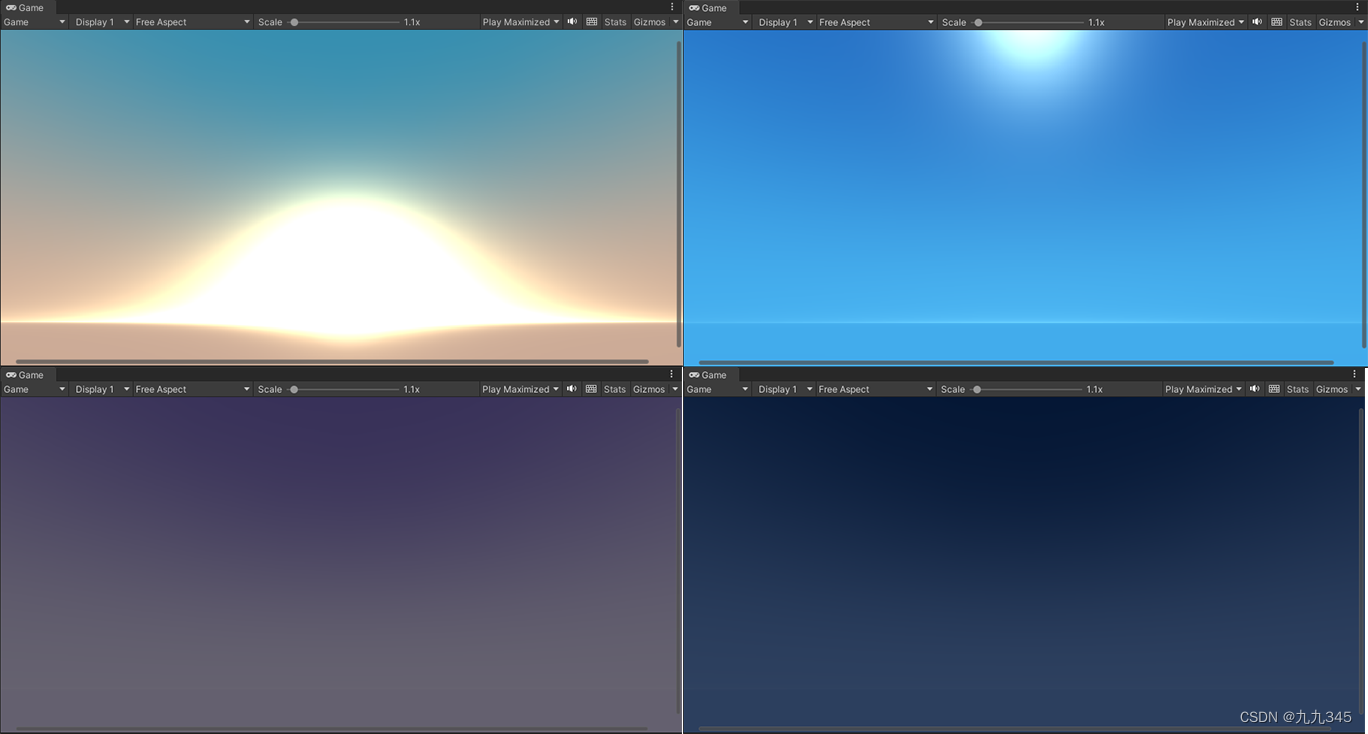 Game Game
Game Display 1 Free Aspect Scale 1.1x Play Maximized Stats Gizmos Game Display 1 Free Aspect Scale 1.1x Play Maximized Stats Gizmos
Game Game
Game Display 1 Free Aspect Scale 1.1x Play Maximized Stats Gizmos Game Display 1 Free Aspect Scale 1.1x Play Maximized Stats Gizmos
CSDN @九九345